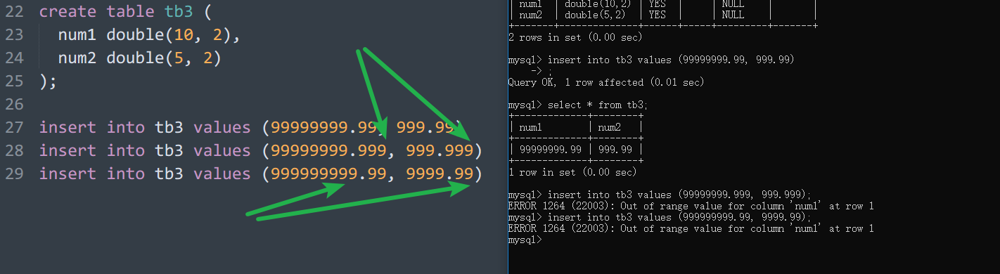 22 create table tb3 (
23 num1 double(10, 2),
24 num2 double(5, 2)
25 );
26
27 insert into tb3 values (99999999.99, 999.99)
28 insert into tb3 values (99999999.999, 999.999)
29 insert into tb3 values (999999999.99, 9999.99)
| num1 | double(10,2) | YES | | NULL | |
| num2 | double(5,2) | YES | | NULL | |
+-------+--------------+------+-----+---------+-------+
2 rows in set (0.00 sec)
mysql> insert into tb3 values (99999999.99, 999.99)
-> ;
Query OK, 1 row affected (0.01 sec)
mysql> select * from tb3;
+-------------+--------+
| num1 | num2 |
+-------------+--------+
| 99999999.99 | 999.99 |
+-------------+--------+
1 row in set (0.00 sec)
mysql> insert into tb3 values (99999999.999, 999.999);
ERROR 1264 (22003): Out of range value for column 'num1' at row 1
mysql> insert into tb3 values (999999999.99, 9999.99);
ERROR 1264 (22003): Out of range value for column 'num1' at row 1
mysql>